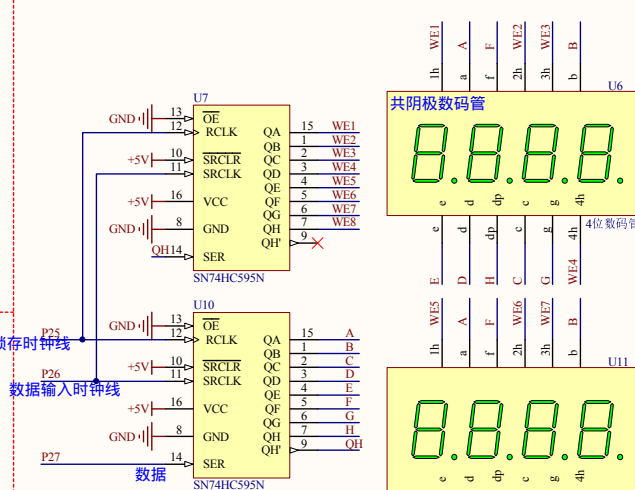 WE1
A
F
WE2
WE3
B
1h
a
f
2h
3h
b
U6
共阴极数码管
e
d
dp
c
g
4h
4位数码管
E
D
H
C
G
WE4
U7
GND 13 OE
12 RCLK QA 15 WE1
QB 1 WE2
+5V 10 SRCLR QC 2 WE3
11 SRCLK QD 3 WE4
QE 4 WE5
+5V 16 VCC QF 5 WE6
QG 6 WE7
GND 8 GND QH 7 WE8
QH' 9
QH 14 SER
SN74HC595N
U10
GND 13 OE
P25 12 RCLK QA 15 A
锁存时钟线
QB 1 B
+5V 10 SRCLR QC 2 C
P26 11 SRCLK QD 3 D
数据输入时钟线
QE 4 E
+5V 16 VCC QF 5 F
QG 6 G
GND 8 GND QH 7 H
QH' 9 QH
P27 14 SER
数据
SN74HC595N
WE5
A
F
WE6
WE7
B
1h
a
f
2h
3h
b
U11
e
d
dp
c
g
4h